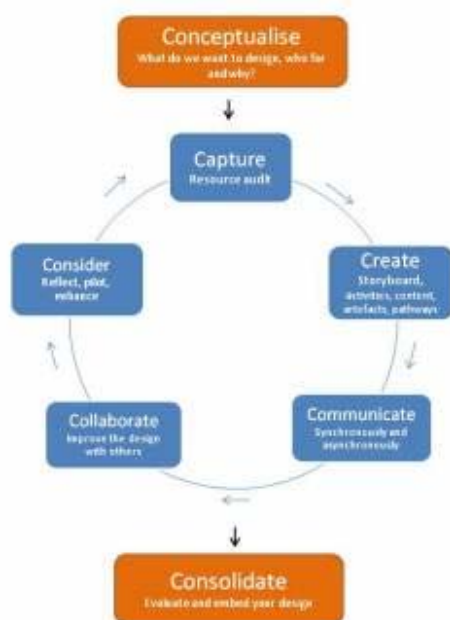 Conceptualise
What do we want to design, who for
and why?
Capture
Resource audit
Create
Storyboard,
activities, content,
artefacts, pathways
Communicate
Synchronously and
asynchronously
Collaborate
Improve the design
with others
Consider
Reflect, pilot,
enhance
Consolidate
Evaluate and embed your design